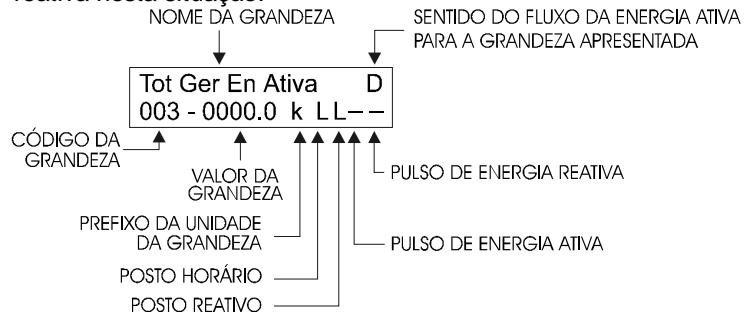 reativa nesta situação.
NOME DA GRANDEZA
SENTIDO DO FLUXO DA ENERGIA ATIVA
PARA A GRANDEZA APRESENTADA
Tot Ger En Ativa D
003 - 0000.0 k LL--
CÓDIGO DA
GRANDEZA
VALOR DA
GRANDEZA
PULSO DE ENERGIA REATIVA
PREFIXO DA UNIDADE
DA GRANDEZA
PULSO DE ENERGIA ATIVA
POSTO HORÁRIO
POSTO REATIVO